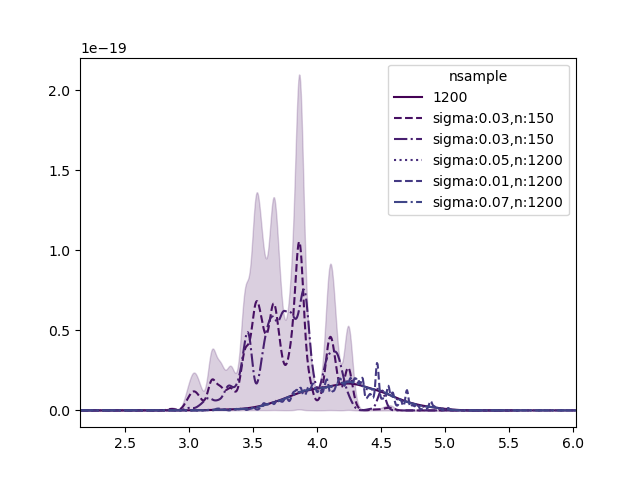 1e−19
nsample
1200
sigma:0.03,n:150
sigma:0.03,n:150
sigma:0.05,n:1200
sigma:0.01,n:1200
sigma:0.07,n:1200
2.0
1.5
1.0
0.5
0.0
2.5 3.0 3.5 4.0 4.5 5.0 5.5 6.0